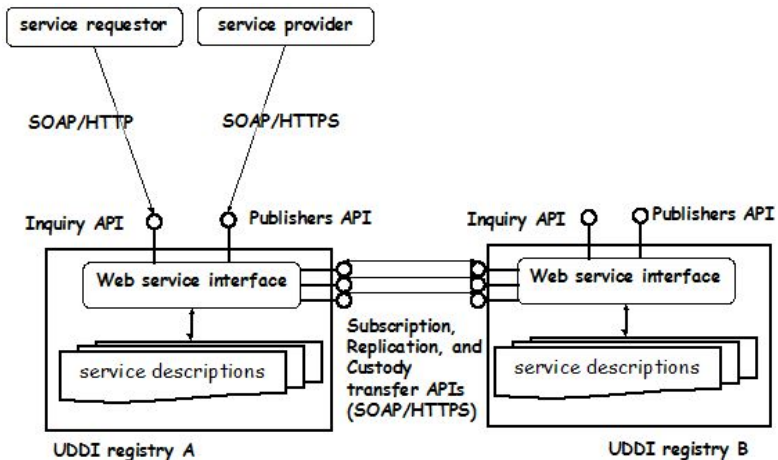 service requestor
service provider
SOAP/HTTP
SOAP/HTTPS
Inquiry API
Publishers API
Inquiry API
Publishers API
Web service interface
Web service interface
Subscription,
Replication, and
Custody
transfer APIs
(SOAP/HTTPS)
service descriptions
service descriptions
UDDI registry A
UDDI registry B